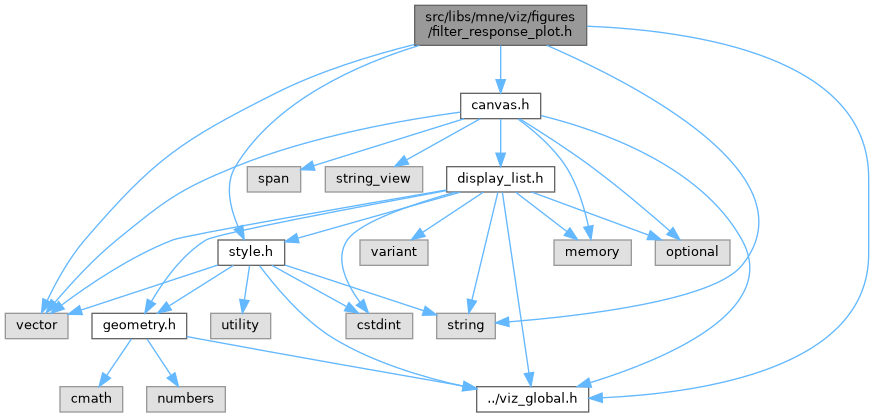 src/libs/mne/viz/figures
/filter_response_plot.h
canvas.h
span
string_view
display_list.h
style.h
variant
memory
optional
vector
geometry.h
utility
cstdint
string
cmath
numbers
../viz_global.h